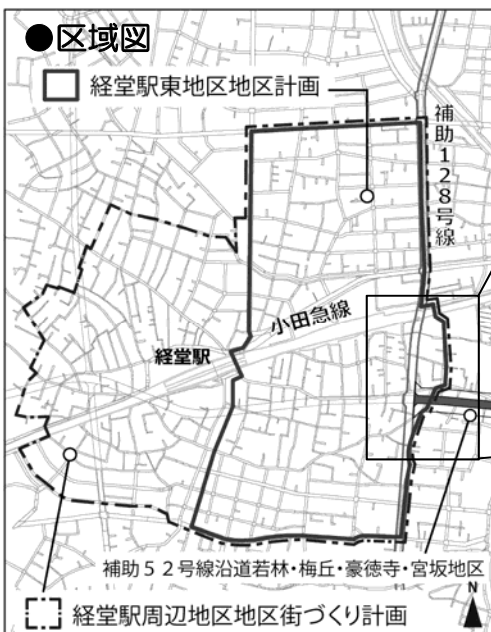 ●区域図
経堂駅東地区地区計画
補助128号線
小田急線
経堂駅
補助52号線沿道若林・梅丘・豪徳寺・宮坂地区
経堂駅周辺地区地区街づくり計画
N